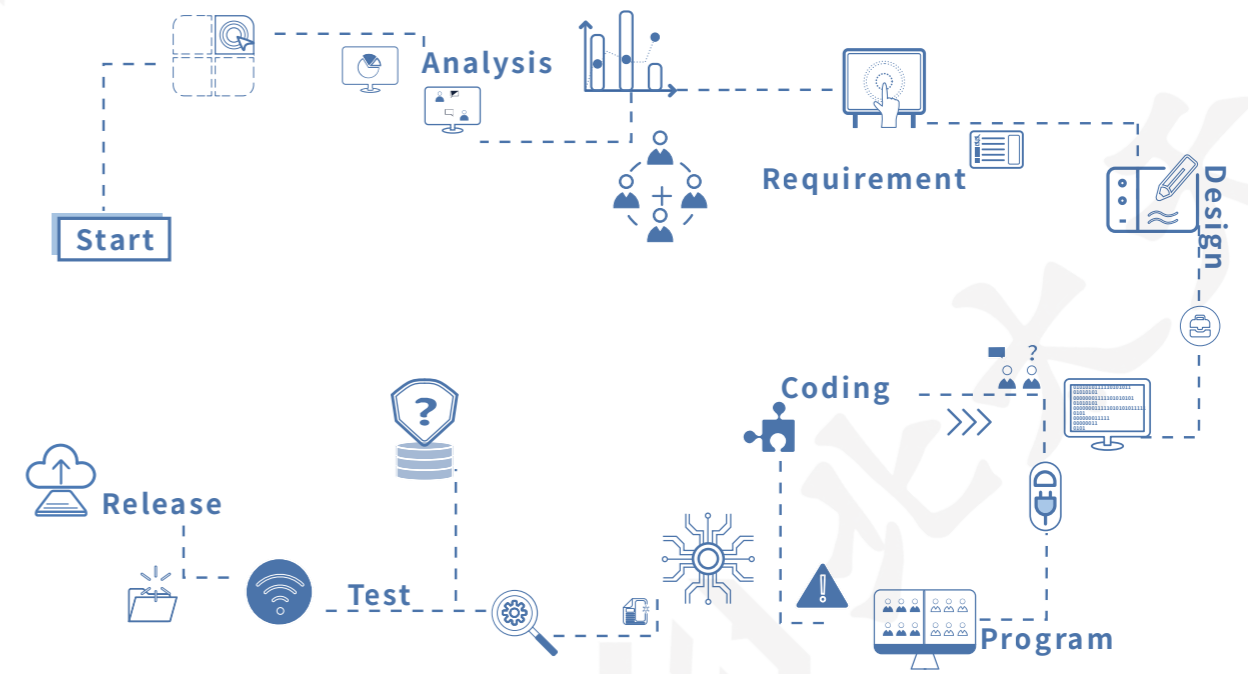 Start
Analysis
Requirement
Design
?
Coding
?
Release
Test
Program